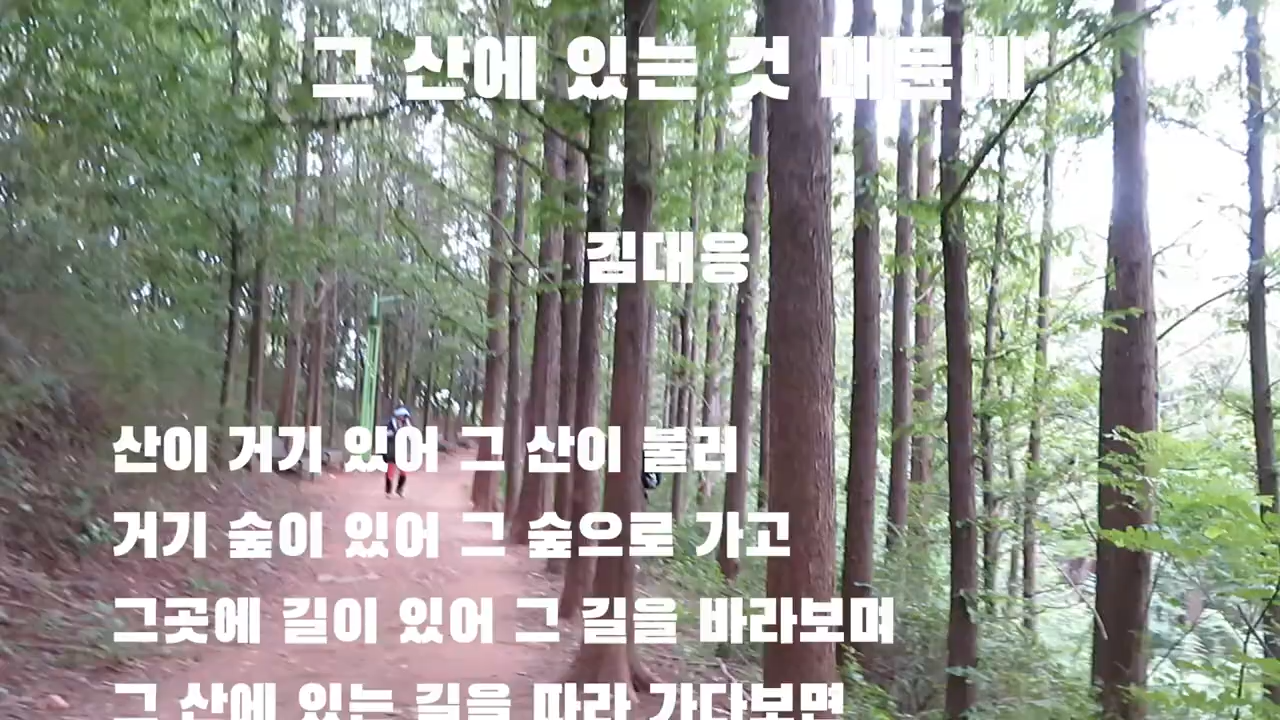 그 산에 있는 것 때문에
김대응
산이 거기 있어 그 산이 불러
거기 숲이 있어 그 숲으로 가고
그곳에 길이 있어 그 길을 바라보며
그 산에 있는 길을 따라 가다보면